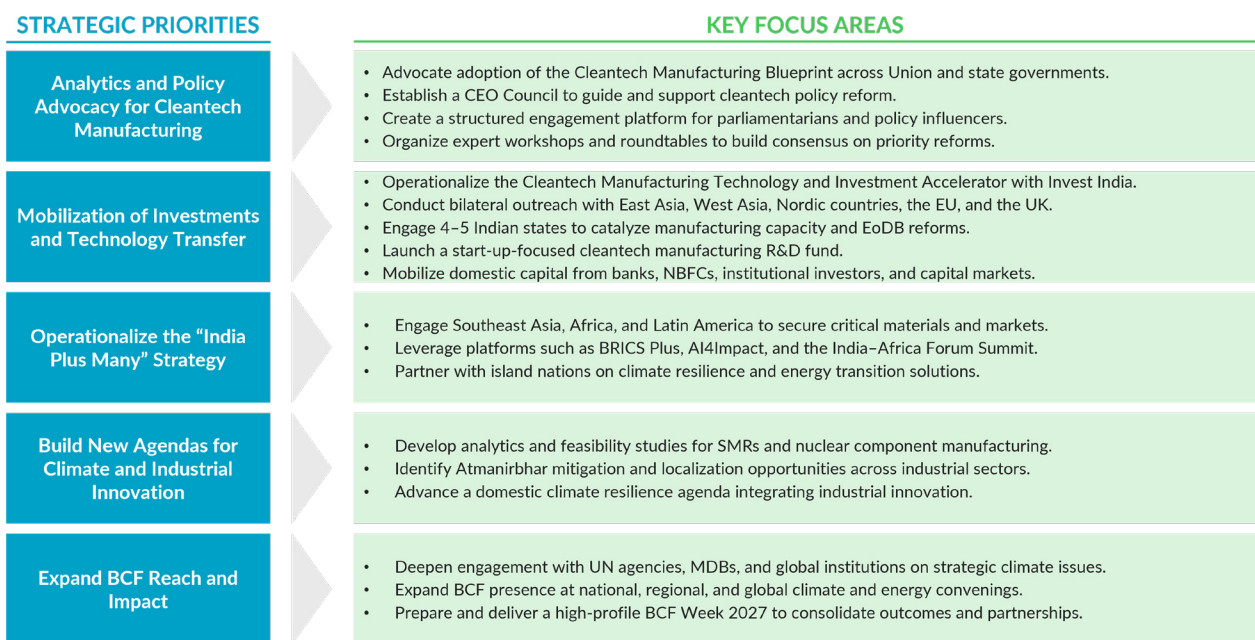 STRATEGIC PRIORITIES
KEY FOCUS AREAS
Analytics and Policy
Advocacy for Cleantech
Manufacturing
• Advocate adoption of the Cleantech Manufacturing Blueprint across Union and state governments.
• Establish a CEO Council to guide and support cleantech policy reform.
• Create a structured engagement platform for parliamentarians and policy influencers.
• Organize expert workshops and roundtables to build consensus on priority reforms.
Mobilization of Investments
and Technology Transfer
• Operationalize the Cleantech Manufacturing Technology and Investment Accelerator with Invest India.
• Conduct bilateral outreach with East Asia, West Asia, Nordic countries, the EU, and the UK.
• Engage 4–5 Indian states to catalyze manufacturing capacity and EoDB reforms.
• Launch a start-up-focused cleantech manufacturing R&D fund.
• Mobilize domestic capital from banks, NBFCs, institutional investors, and capital markets.
Operationalize the “India
Plus Many” Strategy
• Engage Southeast Asia, Africa, and Latin America to secure critical materials and markets.
• Leverage platforms such as BRICS Plus, AI4Impact, and the India–Africa Forum Summit.
• Partner with island nations on climate resilience and energy transition solutions.
Build New Agendas for
Climate and Industrial
Innovation
• Develop analytics and feasibility studies for SMRs and nuclear component manufacturing.
• Identify Atmanirbhar mitigation and localization opportunities across industrial sectors.
• Advance a domestic climate resilience agenda integrating industrial innovation.
Expand BCF Reach and
Impact
• Deepen engagement with UN agencies, MDBs, and global institutions on strategic climate issues.
• Expand BCF presence at national, regional, and global climate and energy convenings.
• Prepare and deliver a high-profile BCF Week 2027 to consolidate outcomes and partnerships.